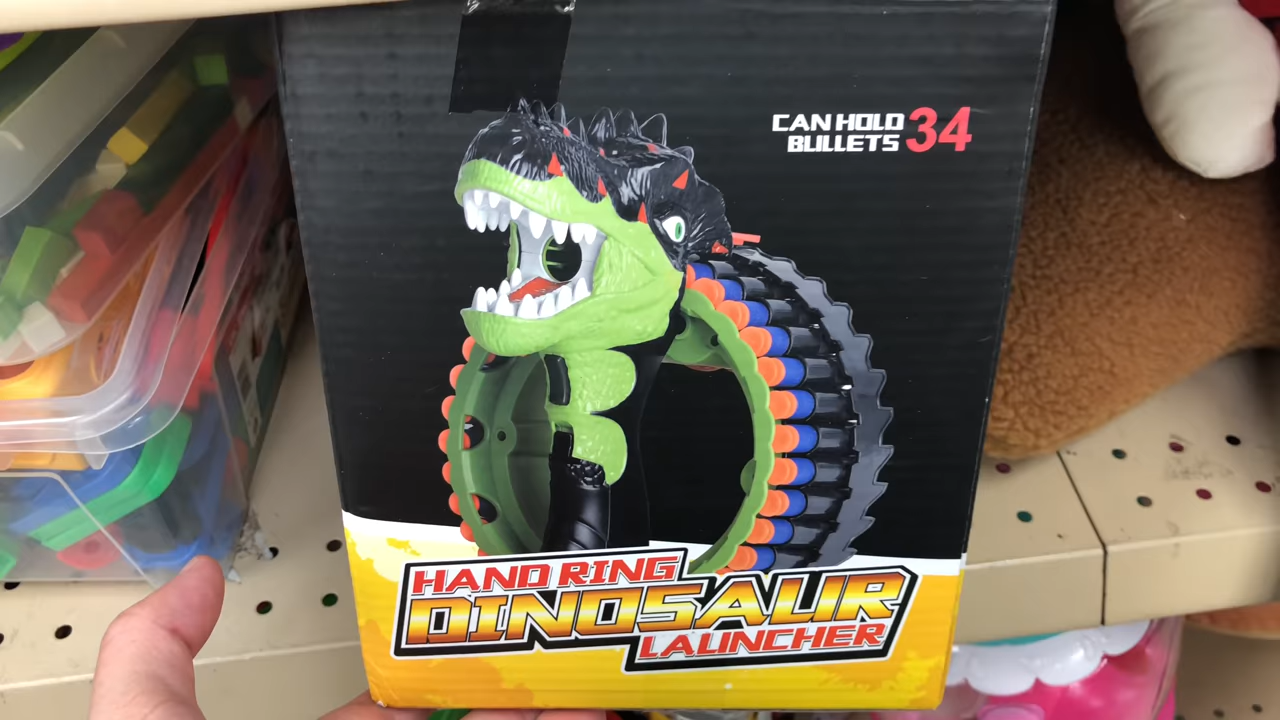 CAN HOLD
BULLETS 34
HAND RING
DINOSAUR
LAUNCHER